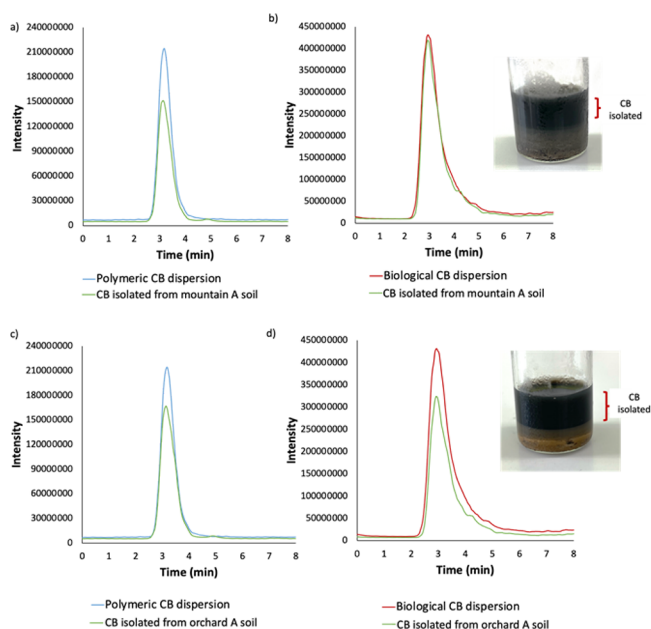 a)
240000000
210000000
180000000
150000000
120000000
90000000
60000000
30000000
0
Intensity
0 1 2 3 4 5 6 7 8
Time (min)
Polymeric CB dispersion
CB isolated from mountain A soil
b)
450000000
400000000
350000000
300000000
250000000
200000000
150000000
100000000
50000000
0
Intensity
0 1 2 3 4 5 6 7 8
Time (min)
Biological CB dispersion
CB isolated from mountain A soil
CB
isolated
c)
240000000
210000000
180000000
150000000
120000000
90000000
60000000
30000000
0
Intensity
0 1 2 3 4 5 6 7 8
Time (min)
Polymeric CB dispersion
CB isolated from orchard A soil
d)
450000000
400000000
350000000
300000000
250000000
200000000
150000000
100000000
50000000
0
Intensity
0 1 2 3 4 5 6 7 8
Time (min)
Biological CB dispersion
CB isolated from orchard A soil
CB
isolated